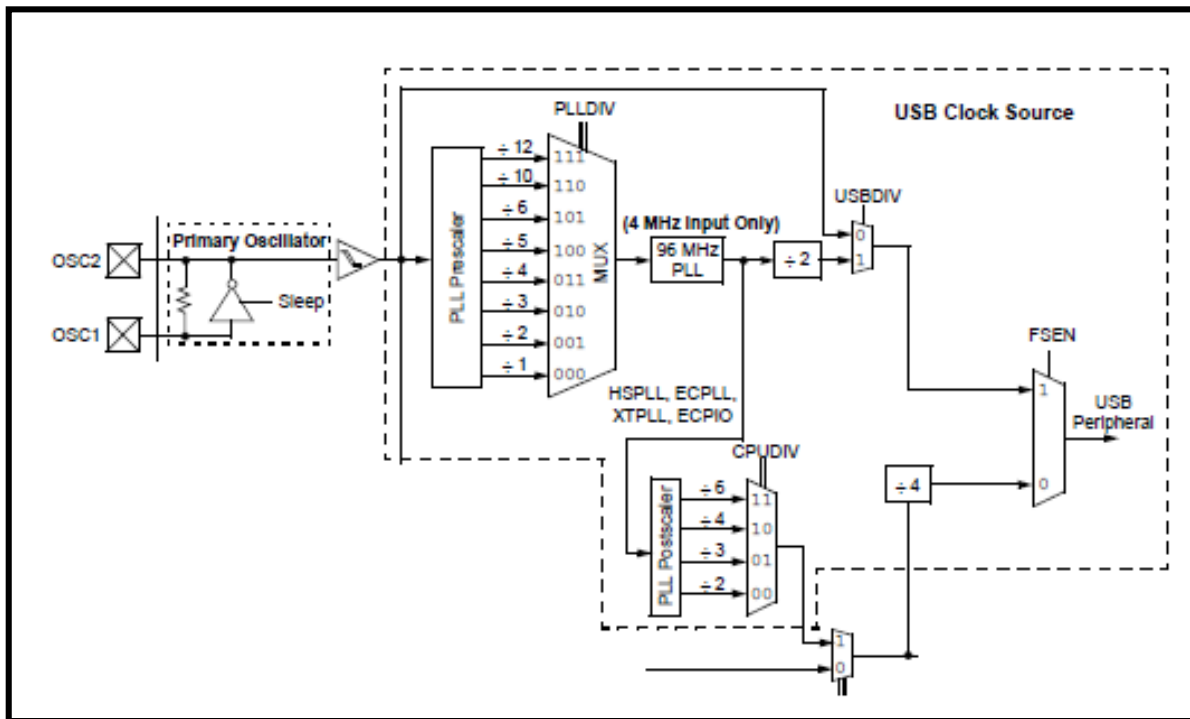 PLLDIV
USB Clock Source
÷ 12
÷ 10
÷ 6
÷ 5
÷ 4
÷ 3
÷ 2
÷ 1
111
110
101
100
011
010
001
000
MUX
PLL Prescaler
USBDIV
0
1
(4 MHz Input Only)
96 MHz
PLL
÷ 2
Primary Oscillator
OSC2
Sleep
OSC1
FSEN
1
0
USB
Peripheral
HSPLL, ECPLL,
XTPLL, ECPIO
CPUDIV
PLL Postscaler
÷ 6
÷ 4
÷ 3
÷ 2
11
10
01
00
÷ 4
1
0